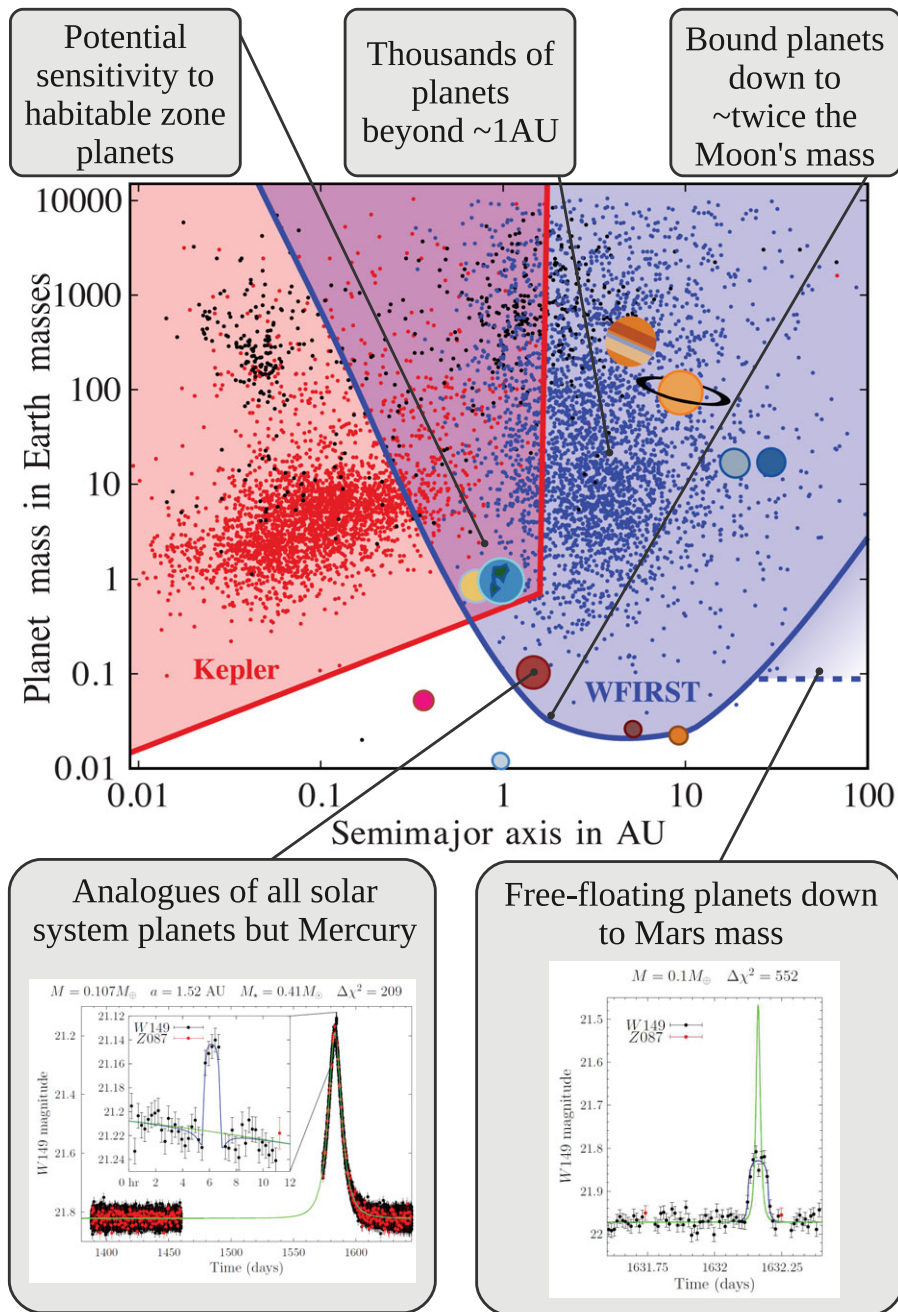 Potential
sensitivity to
habitable zone
planets
Thousands of
planets
beyond ~1AU
Bound planets
down to
~twice the
Moon's mass
Planet mass in Earth masses
10000
1000
100
10
1
0.1
0.01
Kepler
WFIRST
0.01
0.1
1
10
100
Semimajor axis in AU
Analogues of all solar
system planets but Mercury
M = 0.107M⊕ a = 1.52 AU M⋆ = 0.41M⊙ Δχ² = 209
W149 magnitude
21.2
21.4
21.6
21.8
21.12
21.14
21.16
21.18
21.20
21.22
21.24
W149
Z087
0 hr 2 4 6 8 10 12
1400 1450 1500 1550 1600
Time (days)
Free-floating planets down
to Mars mass
M = 0.1M⊕ Δχ² = 552
W149 magnitude
21.5
21.6
21.7
21.8
21.9
22
W149
Z087
1631.75 1632 1632.25
Time (days)